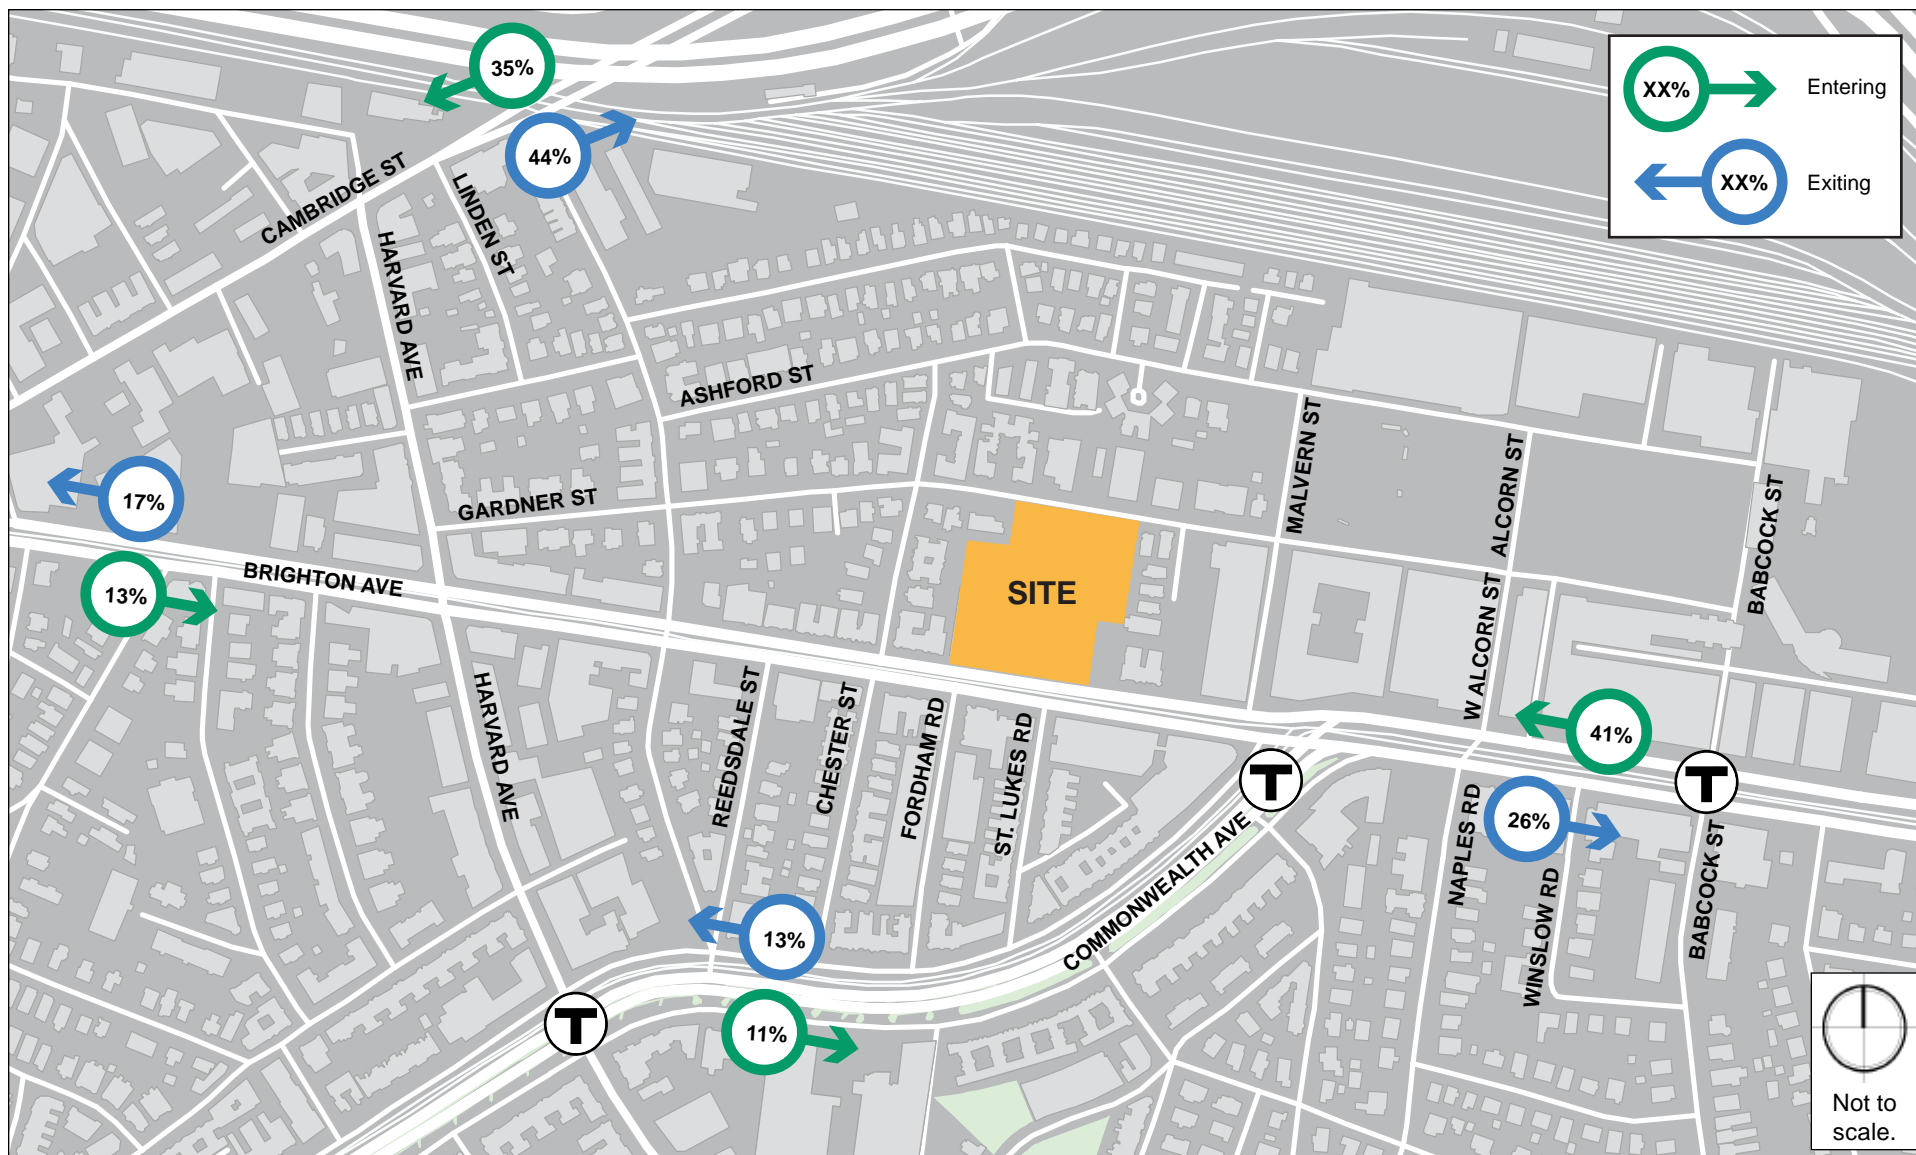 35%
XX%
Entering
44%
XX%
Exiting
CAMBRIDGE ST
LINDEN ST
HARVARD AVE
ASHFORD ST
MALVERN ST
ALCORN ST
BABCOCK ST
17%
GARDNER ST
13%
BRIGHTON AVE
SITE
W ALCORN ST
HARVARD AVE
REEDSDALE ST
CHESTER ST
FORDHAM RD
ST. LUKES RD
41%
T
T
26%
NAPLES RD
WINSLOW RD
BABCOCK ST
COMMONWEALTH AVE
13%
T
11%
Not to
scale.